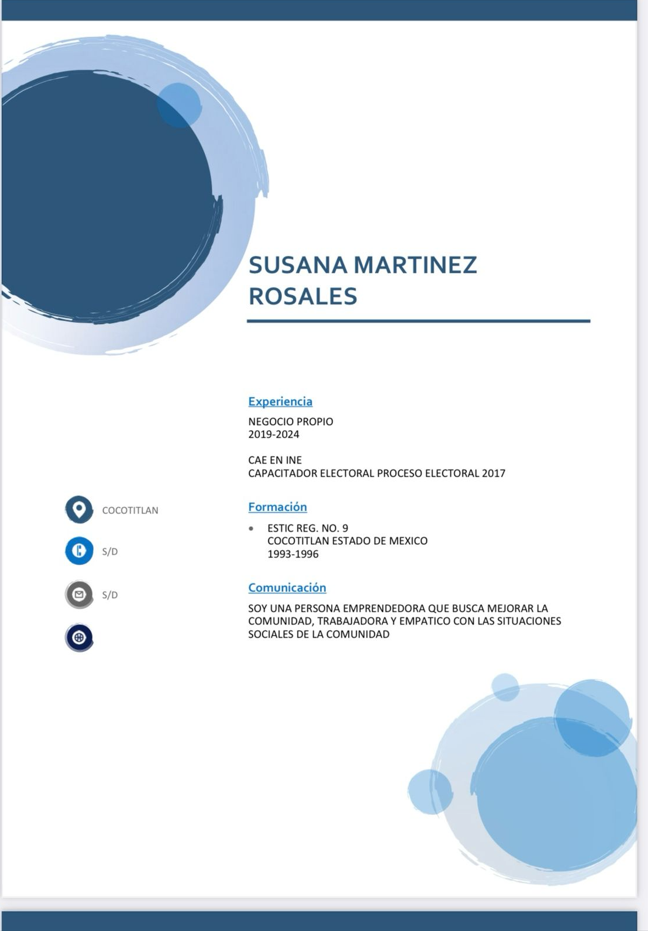 SUSANA MARTINEZ
ROSALES
Experiencia
NEGOCIO PROPIO
2019-2024
CAE EN INE
CAPACITADOR ELECTORAL PROCESO ELECTORAL 2017
COCOTITLAN
S/D
S/D
Formación
• ESTIC REG. NO. 9
COCOTITLAN ESTADO DE MEXICO
1993-1996
Comunicación
SOY UNA PERSONA EMPRENDEDORA QUE BUSCA MEJORAR LA
COMUNIDAD, TRABAJADORA Y EMPATICO CON LAS SITUACIONES
SOCIALES DE LA COMUNIDAD